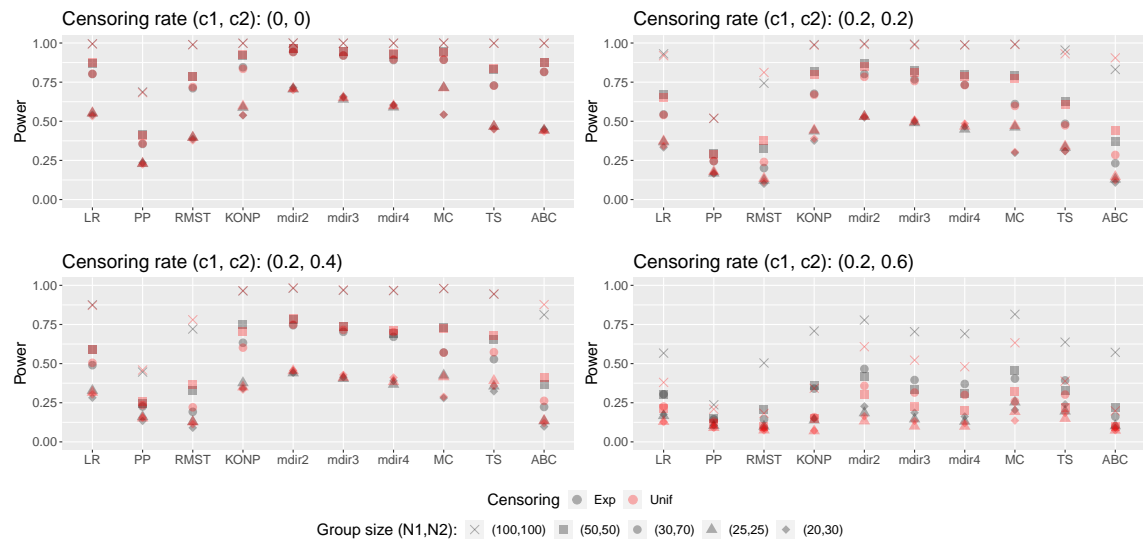 Censoring rate (c1, c2): (0, 0)
Power
1.00
0.75
0.50
0.25
0.00
LR PP RMST KONP mdir2 mdir3 mdir4 MC TS ABC
Censoring rate (c1, c2): (0.2, 0.2)
Power
1.00
0.75
0.50
0.25
0.00
LR PP RMST KONP mdir2 mdir3 mdir4 MC TS ABC
Censoring rate (c1, c2): (0.2, 0.4)
Power
1.00
0.75
0.50
0.25
0.00
LR PP RMST KONP mdir2 mdir3 mdir4 MC TS ABC
Censoring rate (c1, c2): (0.2, 0.6)
Power
1.00
0.75
0.50
0.25
0.00
LR PP RMST KONP mdir2 mdir3 mdir4 MC TS ABC
Censoring Exp Unif
Group size (N1,N2): (100,100) (50,50) (30,70) (25,25) (20,30)